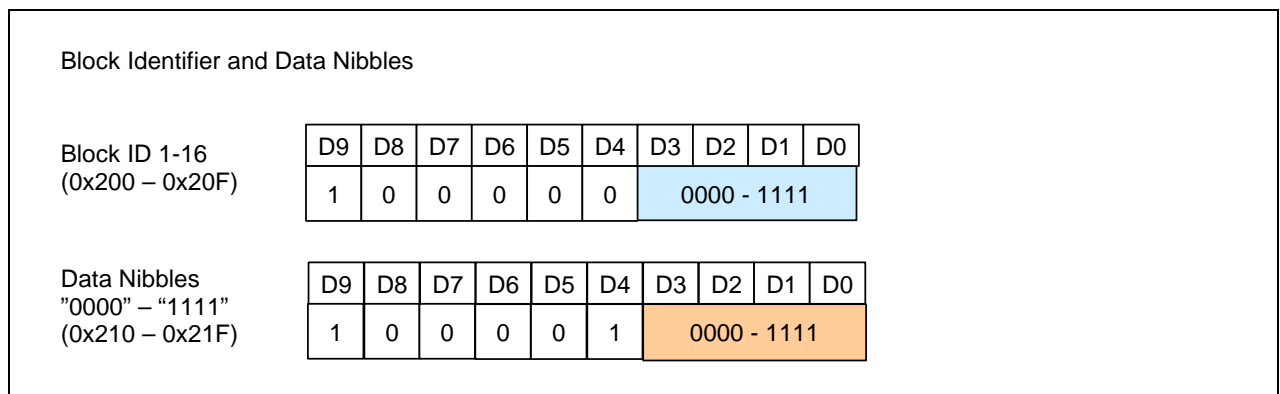 Block Identifier and Data Nibbles
Block ID 1-16
(0x200 – 0x20F)
D9 D8 D7 D6 D5 D4 D3 D2 D1 D0
1 0 0 0 0 0 0000 - 1111
Data Nibbles
”0000” – “1111”
(0x210 – 0x21F)
D9 D8 D7 D6 D5 D4 D3 D2 D1 D0
1 0 0 0 0 1 0000 - 1111